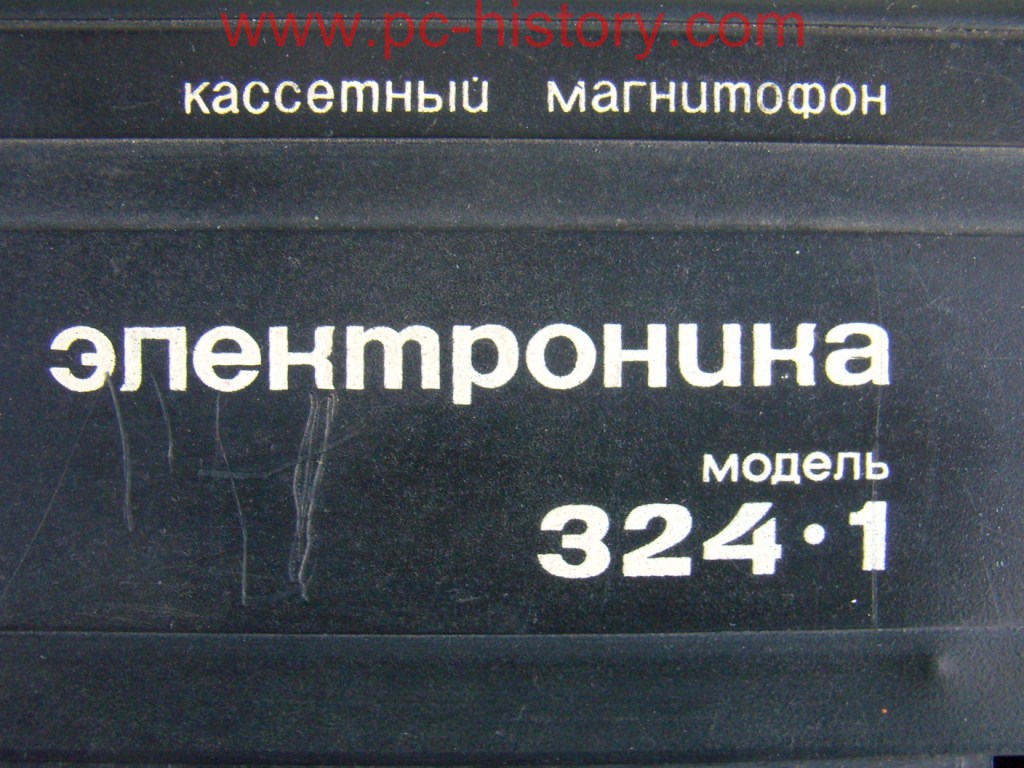 www.pc-history.com
кассетный магнитофон
электроника
модель
324·1